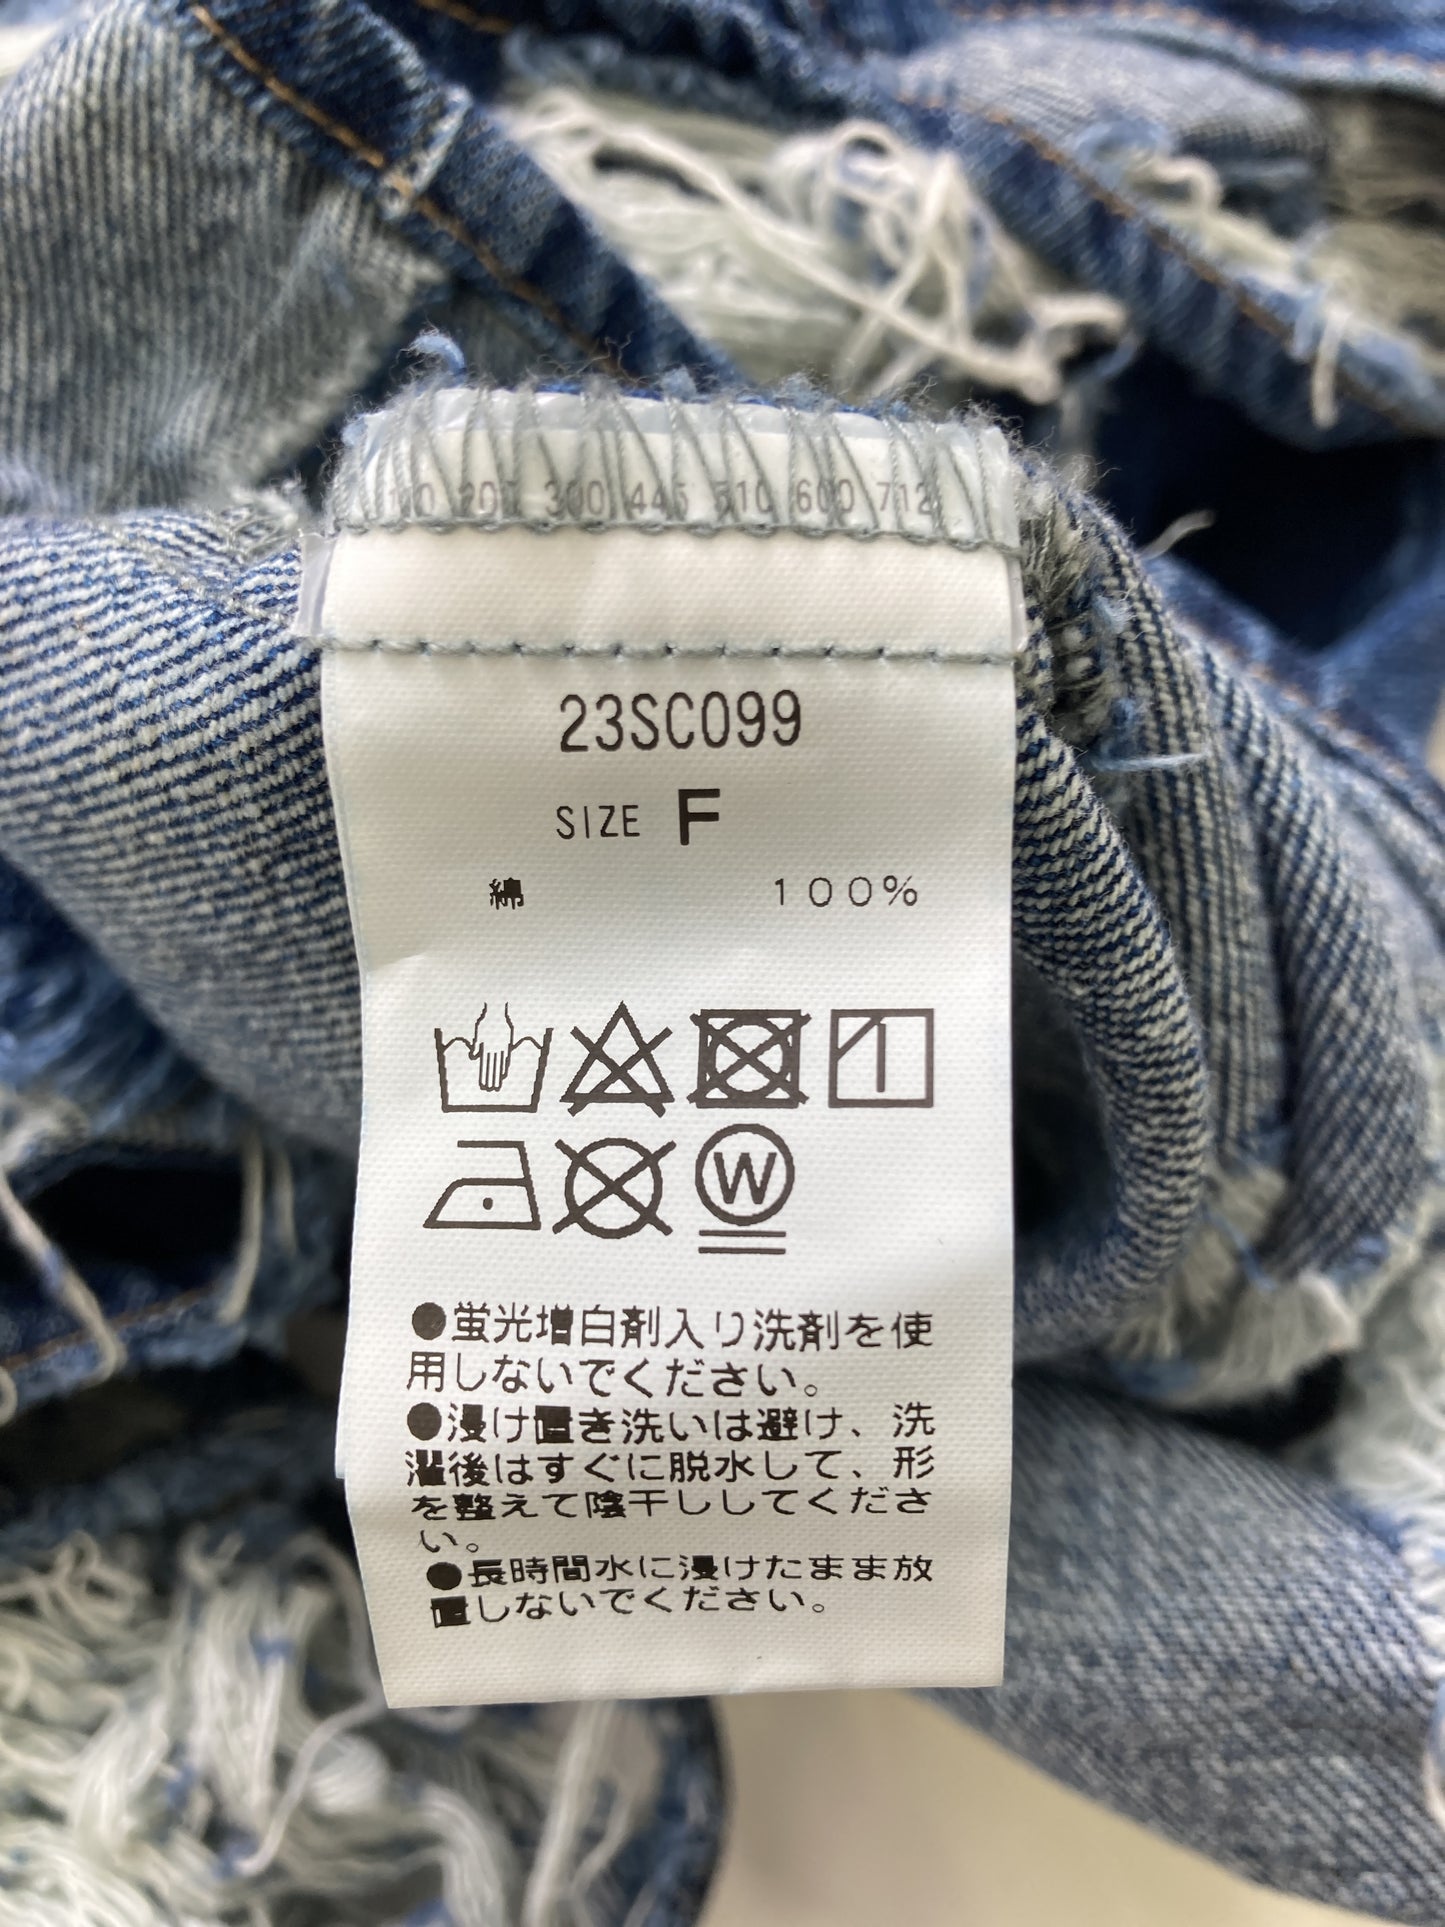 300 445 510 600 712
23SC099
SIZE F
綿 100%
W
●蛍光増白剤入り洗剤を使
用しないでください。
●浸け置き洗いは避け、洗
濯後はすぐに脱水して、形
を整えて陰干ししてくださ
い。
●長時間水に浸けたまま放
置しないでください。